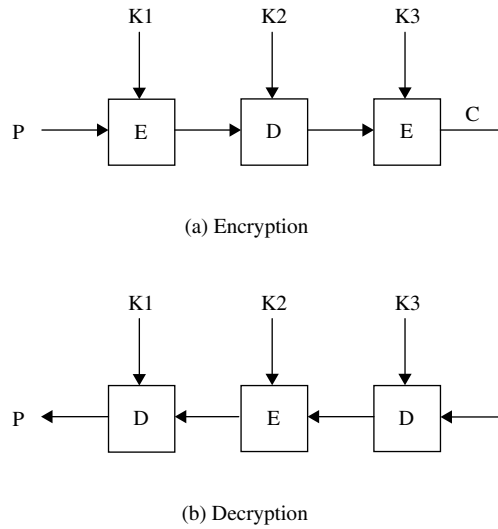 K1 K2 K3
P E D E C
(a) Encryption
K1 K2 K3
P D E D
(b) Decryption